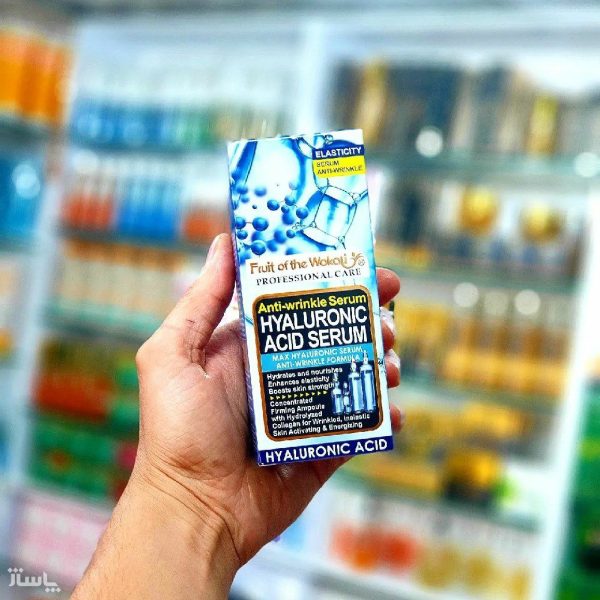 ELASTICITY
SERUM
ANTI-WRINKLE
Fruit of the Wokali
PROFESSIONAL CARE
Anti-wrinkle Serum
HYALURONIC
ACID SERUM
MAX HYALURONIC SERUM
ANTI-WRINKLE FORMULA
Hydrates and nourishes
Enhances elasticity
Boosts skin strength
Concentrated
Firming Ampoule
with Hydrolyzed
Collagen for Wrinkled, Inelastic
Skin Activating & Energizing
HYALURONIC ACID
پاساژ